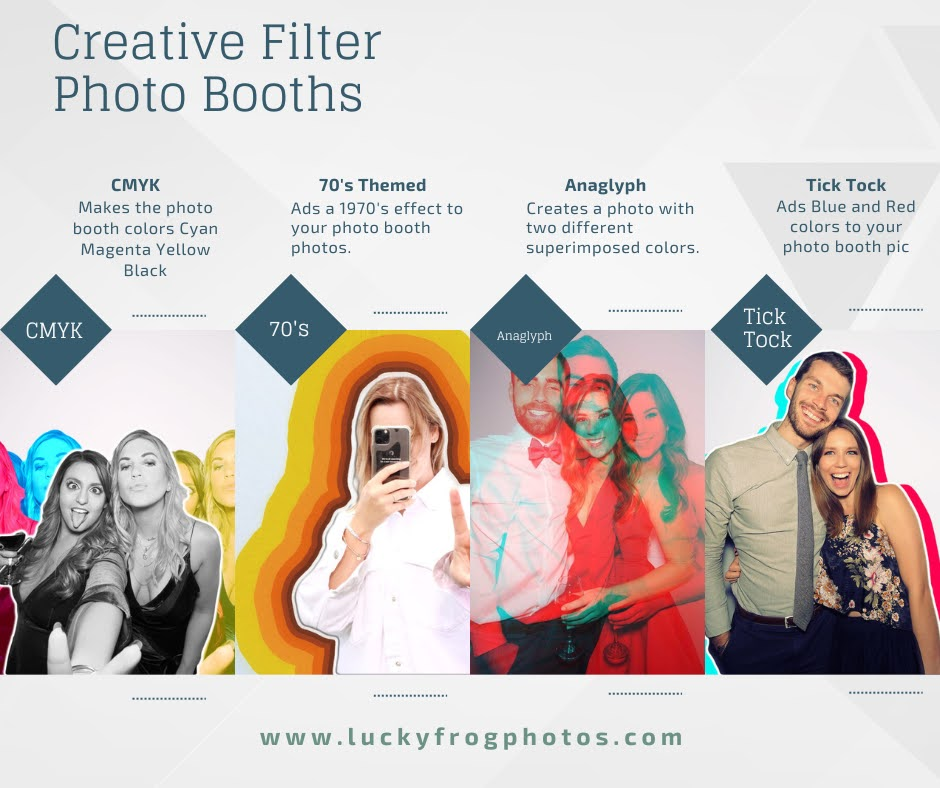 Creative Filter
Photo Booths
CMYK
Makes the photo
booth colors Cyan
Magenta Yellow
Black
70's Themed
Ads a 1970's effect to
your photo booth
photos.
Anaglyph
Creates a photo with
two different
superimposed colors.
Tick Tock
Ads Blue and Red
colors to your
photo booth pic
CMYK
70's
Anaglyph
Tick
Tock
www.luckyfrogphotos.com